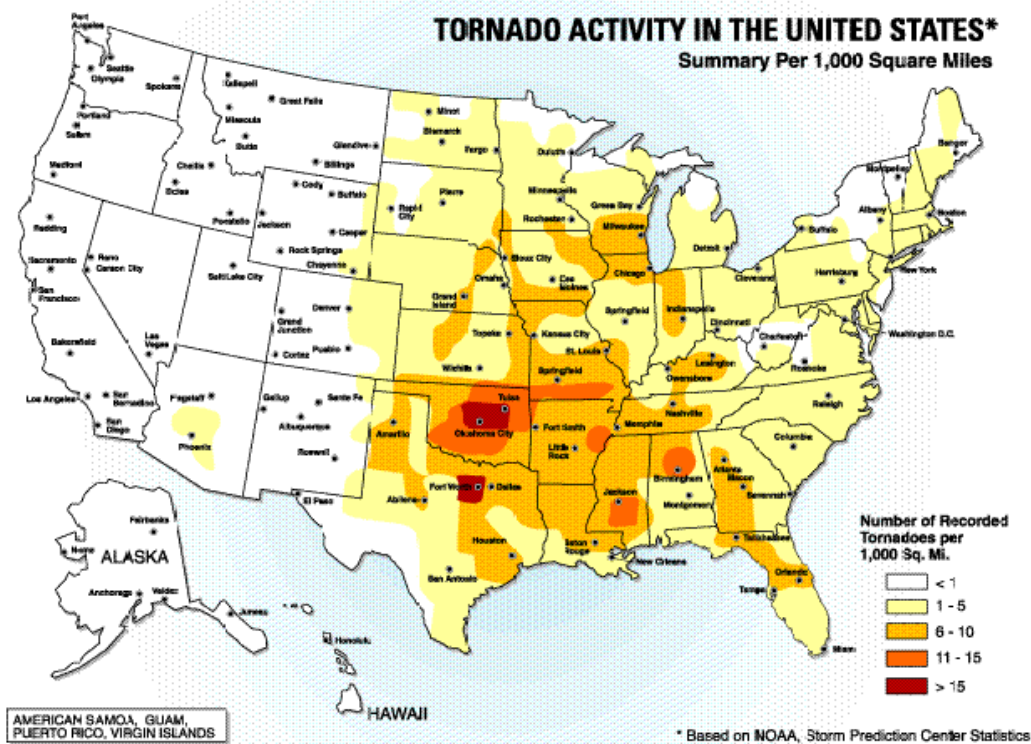 TORNADO ACTIVITY IN THE UNITED STATES*
Summary Per 1,000 Square Miles
Port Angeles
Seattle
Olympia
Spokane
Portland
Salem
Medford
Kalispell
Great Falls
Missoula
Butte
Glendive
Billings
Challis
Boise
Pocatello
Cody
Buffalo
Jackson
Casper
Rock Springs
Cheyenne
Minot
Bismarck
Fargo
Duluth
Pierre
Rapid City
Minneapolis
Rochester
Green Bay
Milwaukee
Bangor
Montpelier
Albany
Boston
Buffalo
Detroit
Redding
Reno
Carson City
Sacramento
San Francisco
Salt Lake City
Denver
Grand Junction
Pueblo
Cortez
Sioux City
Omaha
Des Moines
Grand Island
Chicago
Cleveland
Harrisburg
New York
Topeka
Kansas City
Springfield
Indianapolis
Cincinnati
Charleston
Washington D.C.
Bakersfield
Las Vegas
St. Louis
Wichita
Springfield
Lexington
Owensboro
Roanoke
Los Angeles
San Bernadino
San Diego
Flagstaff
Phoenix
Gallup
Santa Fe
Albuquerque
Roswell
Amarillo
Tulsa
Oklahoma City
Fort Smith
Little Rock
Memphis
Nashville
Raleigh
Columbia
El Paso
Abilene
Fort Worth
Dallas
Jackson
Birmingham
Montgomery
Atlanta
Macon
Savannah
Houston
San Antonio
Baton Rouge
New Orleans
Tallahassee
Orlando
Tampa
Miami
Fairbanks
Nome
ALASKA
Anchorage
Valdez
Juneau
Honolulu
HAWAII
Number of Recorded
Tornadoes per
1,000 Sq. Mi.
< 1
1 - 5
6 - 10
11 - 15
> 15
AMERICAN SAMOA, GUAM,
PUERTO RICO, VIRGIN ISLANDS
* Based on NOAA, Storm Prediction Center Statistics